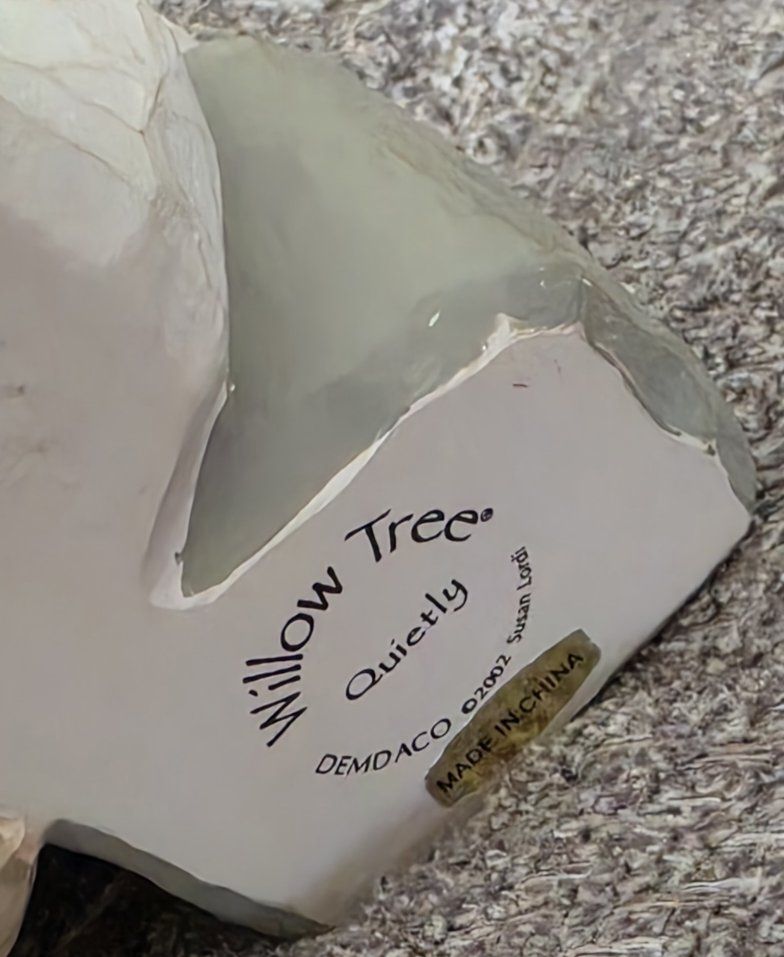 Willow Tree®
Quietly
DEMDACO ©2002 Susan Lordi
MADE IN CHINA